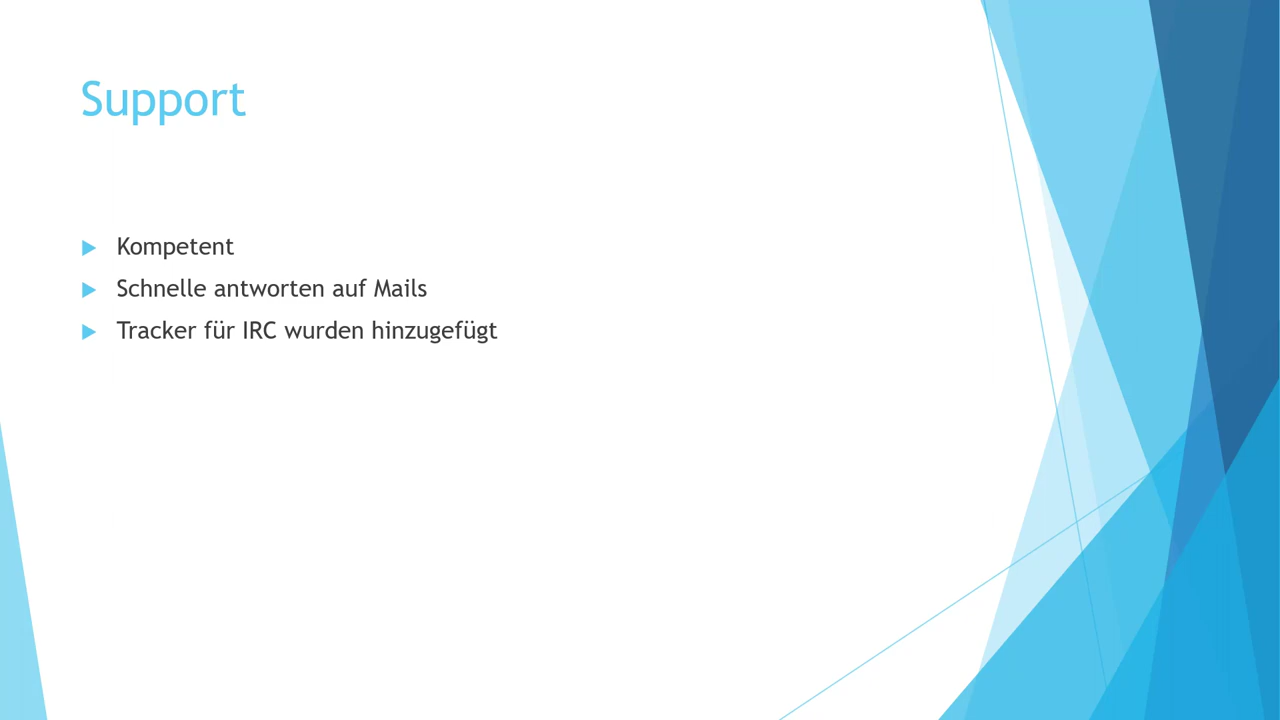 Support
Kompetent
Schnelle antworten auf Mails
Tracker für IRC wurden hinzugefügt